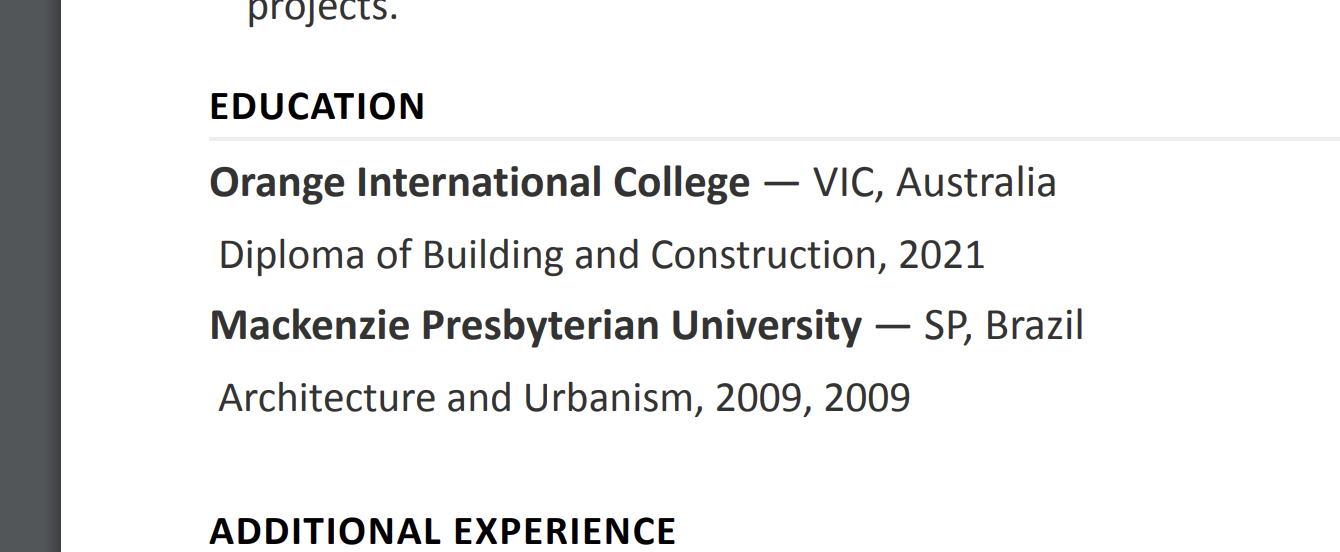 projects.
EDUCATION
Orange International College — VIC, Australia
Diploma of Building and Construction, 2021
Mackenzie Presbyterian University — SP, Brazil
Architecture and Urbanism, 2009, 2009
ADDITIONAL EXPERIENCE